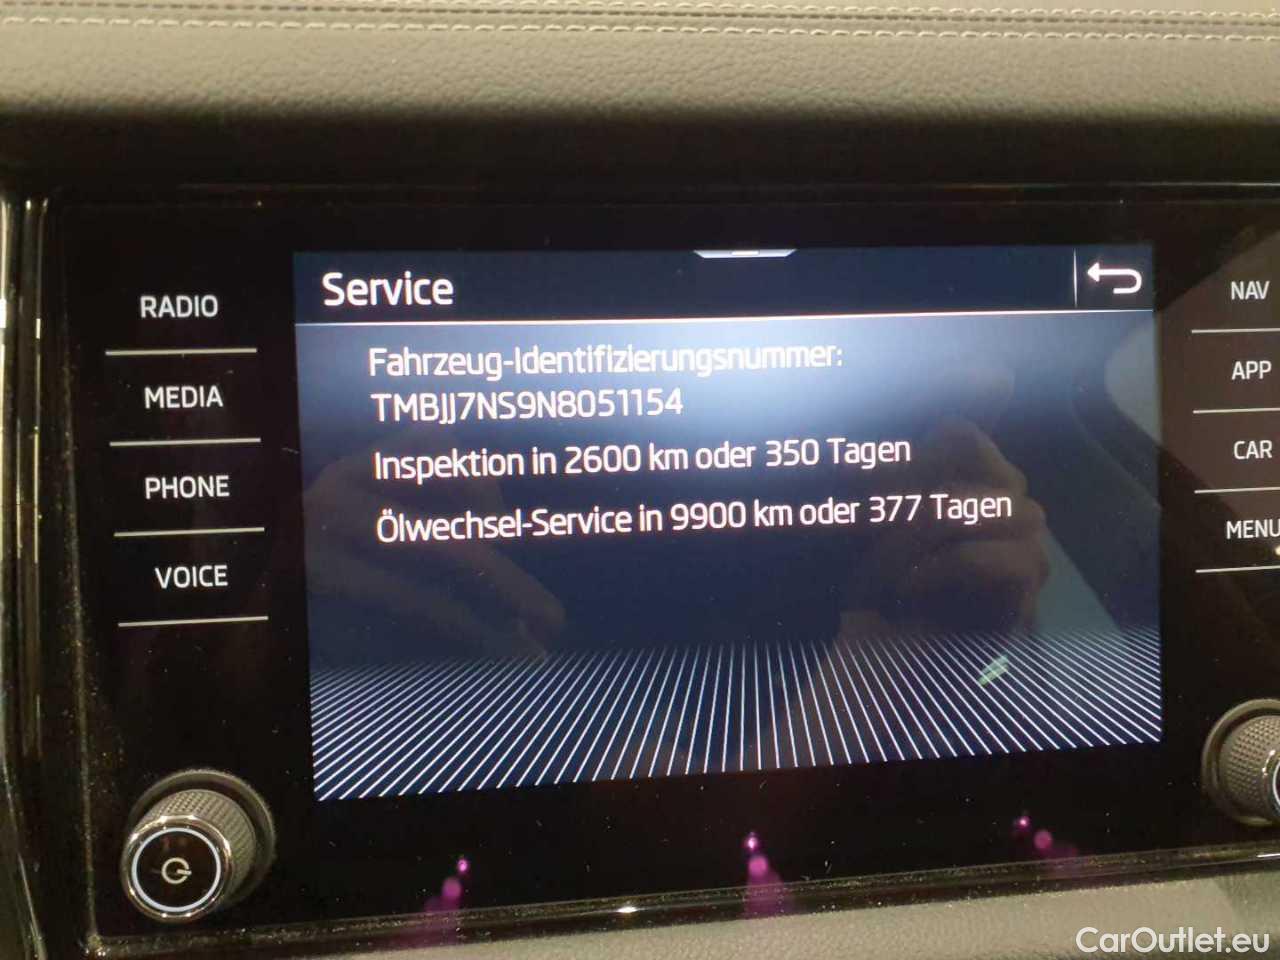 Service
RADIO
MEDIA
PHONE
VOICE
Fahrzeug-Identifizierungsnummer:
TMBJJ7NS9N8051154
Inspektion in 2600 km oder 350 Tagen
Ölwechsel-Service in 9900 km oder 377 Tagen
NAV
APP
CAR
MENU
CarOutlet.eu